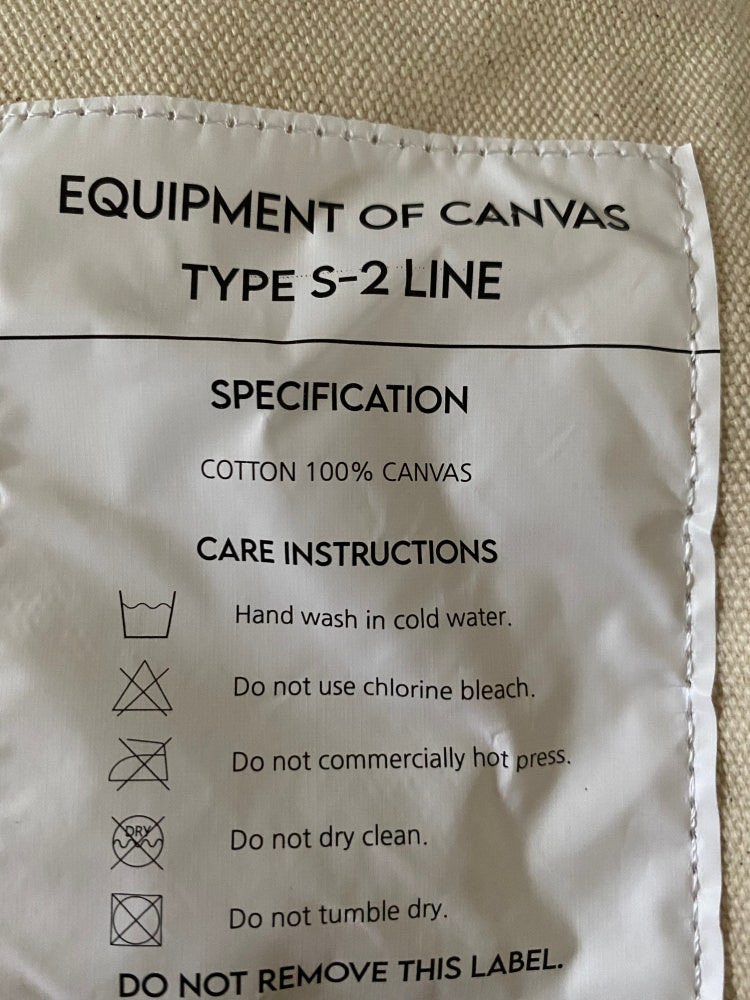 EQUIPMENT OF CANVAS
TYPE S-2 LINE
SPECIFICATION
COTTON 100% CANVAS
CARE INSTRUCTIONS
Hand wash in cold water.
Do not use chlorine bleach.
Do not commercially hot press.
DRY
Do not dry clean.
Do not tumble dry.
DO NOT REMOVE THIS LABEL.